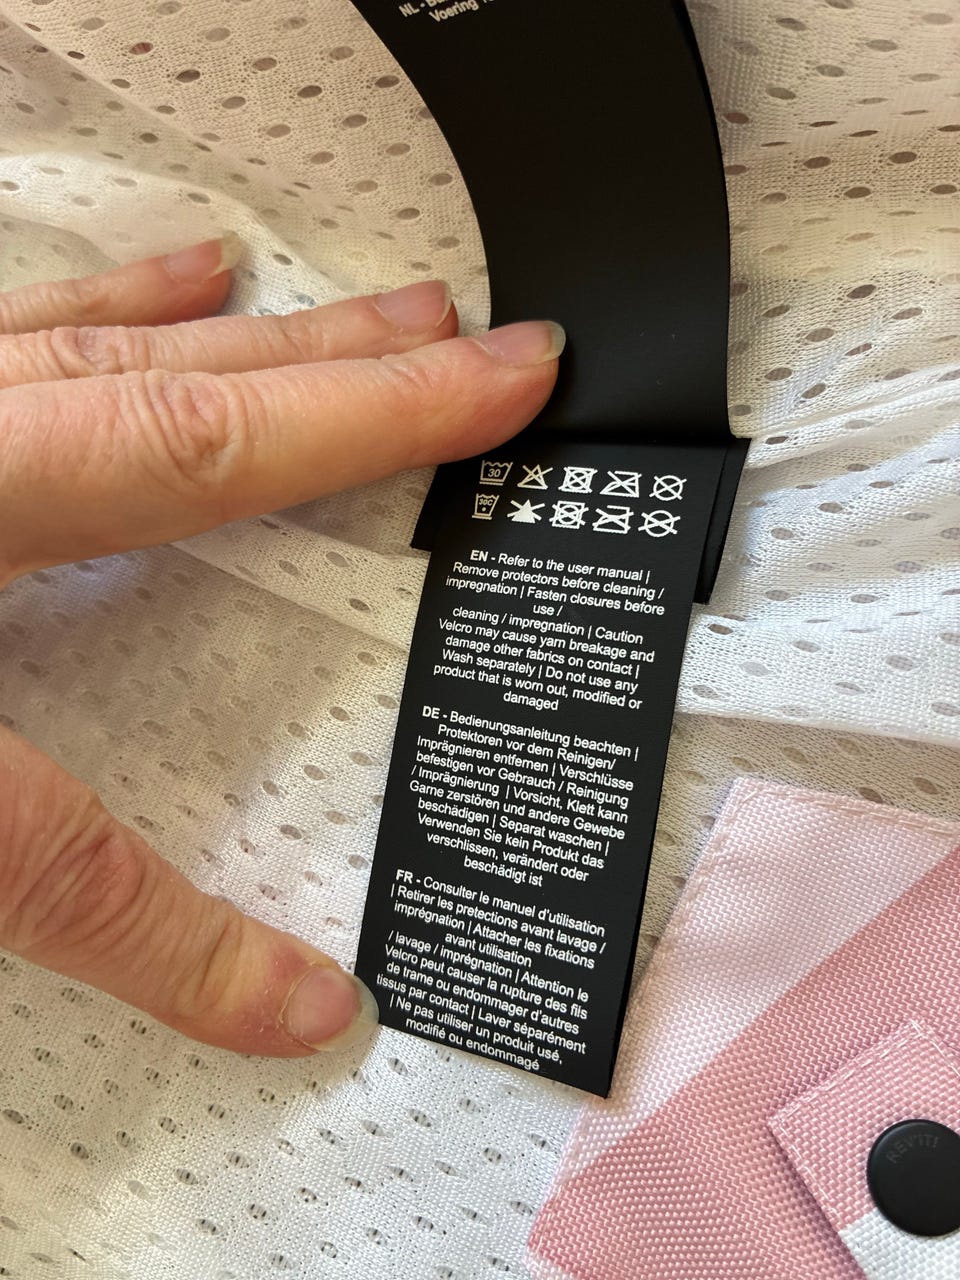 NL -
Voering
30
30C
EN - Refer to the user manual |
Remove protectors before cleaning /
impregnation | Fasten closures before
use /
cleaning / impregnation | Caution
Velcro may cause yarn breakage and
damage other fabrics on contact |
Wash separately | Do not use any
product that is worn out, modified or
damaged
DE - Bedienungsanleitung beachten |
Protektoren vor dem Reinigen/
Imprägnieren entfernen | Verschlüsse
befestigen vor Gebrauch / Reinigung
/ Imprägnierung | Vorsicht, Klett kann
Garne zerstören und andere Gewebe
beschädigen | Separat waschen |
Verwenden Sie kein Produkt das
verschlissen, verändert oder
beschädigt ist
FR - Consulter le manuel d'utilisation
| Retirer les pretections avant lavage /
imprégnation | Attacher les fixations
avant utilisation
/ lavage / imprégnation | Attention le
Velcro peut causer la rupture des fils
de trame ou endommager d'autres
tissus par contact | Laver séparément
| Ne pas utiliser un produit usé,
modifié ou endommagé
REV'IT!